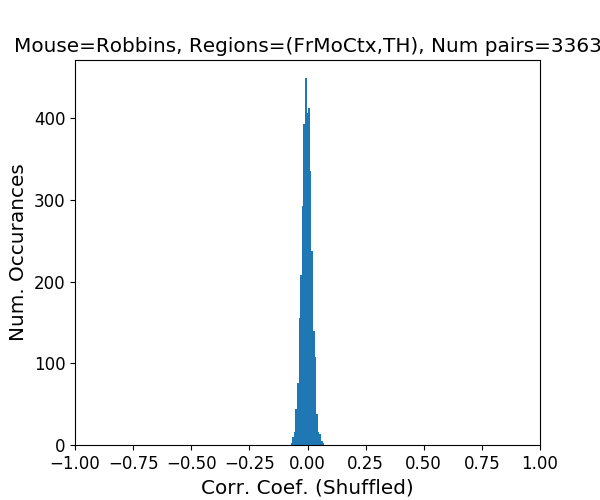 Mouse=Robbins, Regions=(FrMoCtx,TH), Num pairs=3363
Num. Occurances
400
300
200
100
0
−1.00 −0.75 −0.50 −0.25 0.00 0.25 0.50 0.75 1.00
Corr. Coef. (Shuffled)